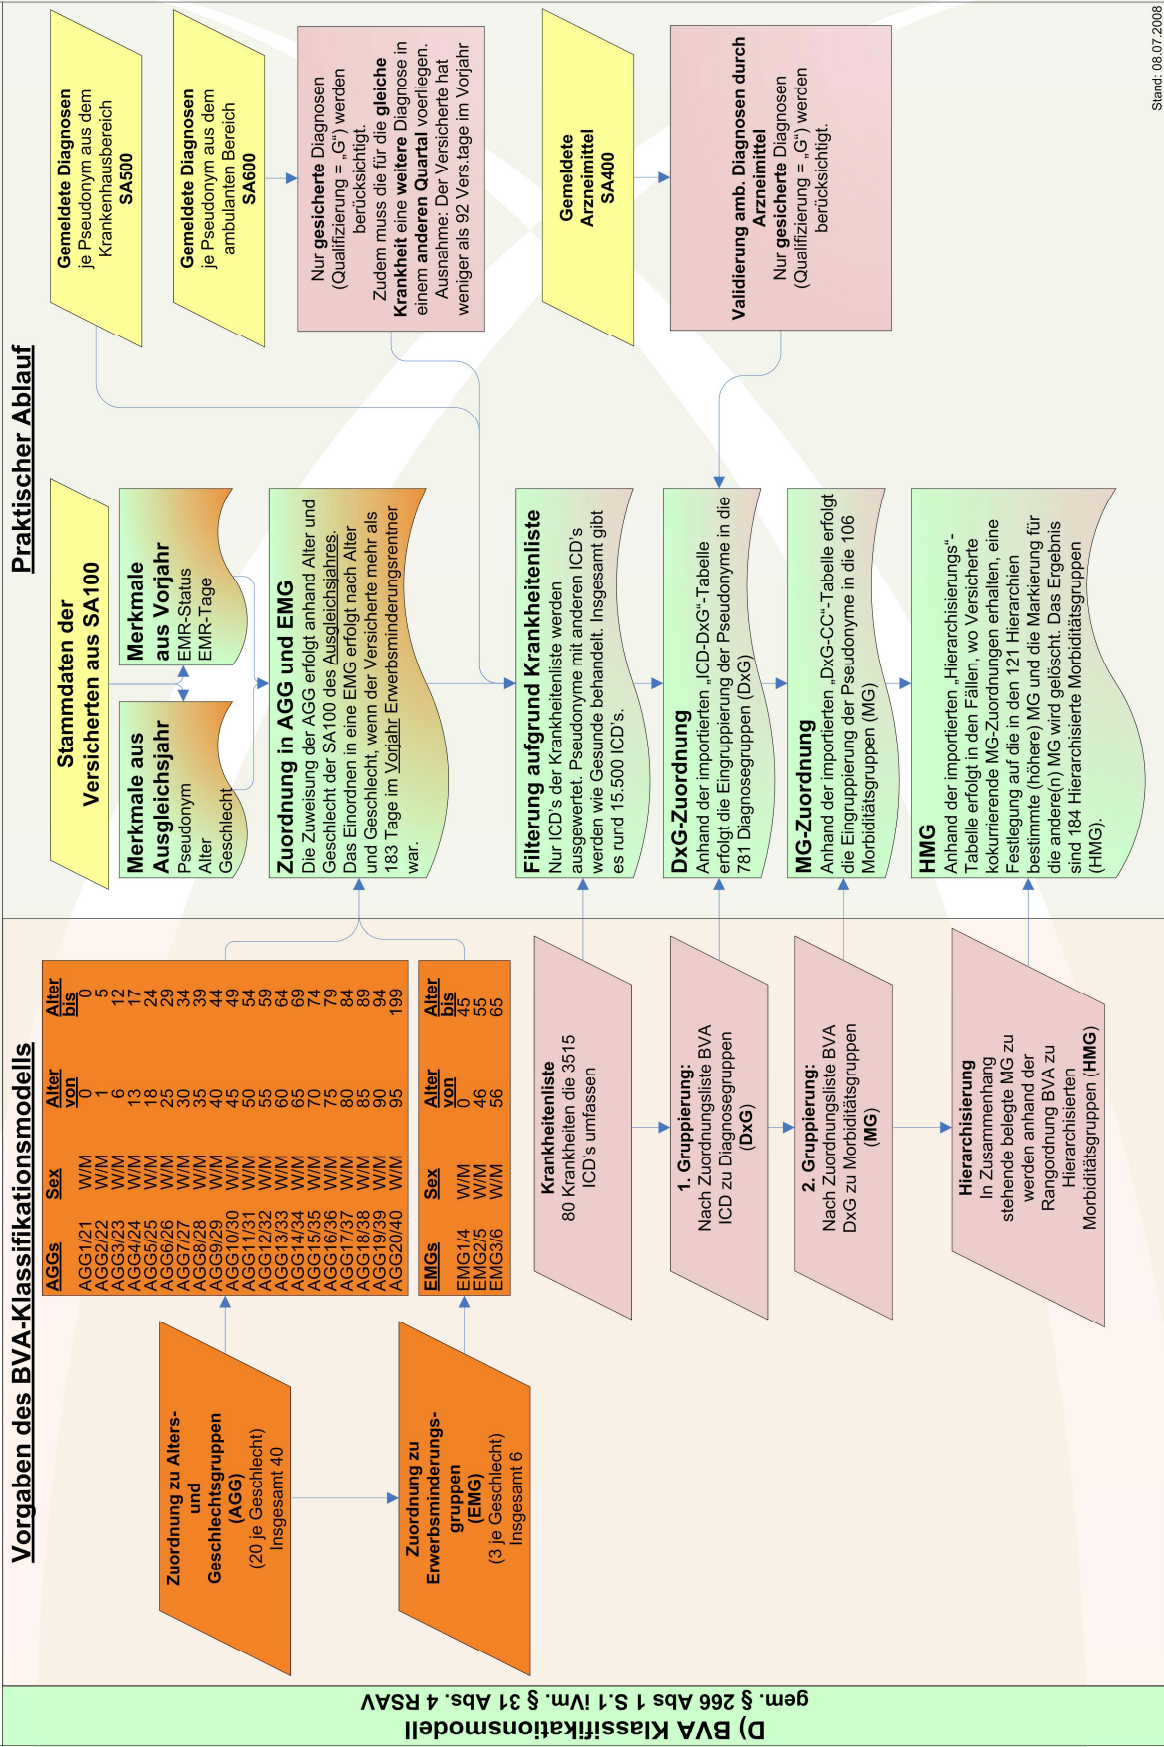 D) BVA Klassifikationsmodell
gem. § 266 Abs 1 S.1 iVm. § 31 Abs. 4 RSAV
Vorgaben des BVA-Klassifikationsmodells
Zuordnung zu Alters-
und
Geschlechtsgruppen
(AGG)
(20 je Geschlecht)
Insgesamt 40
Zuordnung zu
Erwerbsminderungs-
gruppen
(EMG)
(3 je Geschlecht)
Insgesamt 6
AGGs Sex Alter von Alter bis
AGG1/21 W/M 0 0
AGG2/22 W/M 1 5
AGG3/23 W/M 6 12
AGG4/24 W/M 13 17
AGG5/25 W/M 18 24
AGG6/26 W/M 25 29
AGG7/27 W/M 30 34
AGG8/28 W/M 35 39
AGG9/29 W/M 40 44
AGG10/30 W/M 45 49
AGG11/31 W/M 50 54
AGG12/32 W/M 55 59
AGG13/33 W/M 60 64
AGG14/34 W/M 65 69
AGG15/35 W/M 70 74
AGG16/36 W/M 75 79
AGG17/37 W/M 80 84
AGG18/38 W/M 85 89
AGG19/39 W/M 90 94
AGG20/40 W/M 95 199
EMGs Sex Alter von Alter bis
EMG1/4 W/M 0 45
EMG2/5 W/M 46 55
EMG3/6 W/M 56 65
Krankheitenliste
80 Krankheiten die 3515
ICD's umfassen
1. Gruppierung:
Nach Zuordnungsliste BVA
ICD zu Diagnosegruppen
(DxG)
2. Gruppierung:
Nach Zuordnungsliste BVA
DxG zu Morbiditätsgruppen
(MG)
Hierarchisierung
In Zusammenhang
stehende belegte MG zu
werden anhand der
Rangordnung BVA zu
Hierarchisierten
Morbiditätsgruppen (HMG)
Praktischer Ablauf
Stammdaten der
Versicherten aus SA100
Merkmale aus
Ausgleichsjahr
Pseudonym
Alter
Geschlecht
Merkmale
aus Vorjahr
EMR-Status
EMR-Tage
Zuordnung in AGG und EMG
Die Zuweisung der AGG erfolgt anhand Alter und
Geschlecht der SA100 des Ausgleichsjahres.
Das Einordnen in eine EMG erfolgt nach Alter
und Geschlecht, wenn der Versicherte mehr als
183 Tage im Vorjahr Erwerbsminderungsrentner
war.
Filterung aufgrund Krankheitenliste
Nur ICD's der Krankheitenliste werden
ausgewertet. Pseudonyme mit anderen ICD's
werden wie Gesunde behandelt. Insgesamt gibt
es rund 15.500 ICD's.
DxG-Zuordnung
Anhand der importierten „ICD-DxG“-Tabelle
erfolgt die Eingruppierung der Pseudonyme in die
781 Diagnosegruppen (DxG)
MG-Zuordnung
Anhand der importierten „DxG-CC“-Tabelle erfolgt
die Eingruppierung der Pseudonyme in die 106
Morbiditätsgruppen (MG)
HMG
Anhand der importierten „Hierarchisierungs“-
Tabelle erfolgt in den Fällen, wo Versicherte
kokurrierende MG-Zuordnungen erhalten, eine
Festlegung auf die in den 121 Hierarchien
bestimmte (höhere) MG und die Markierung für
die andere(n) MG wird gelöscht. Das Ergebnis
sind 184 Hierarchisierte Morbiditätsgruppen
(HMG).
Gemeldete Diagnosen
je Pseudonym aus dem
Krankenhausbereich
SA500
Gemeldete Diagnosen
je Pseudonym aus dem
ambulanten Bereich
SA600
Nur gesicherte Diagnosen
(Qualifizierung = „G“) werden
berücksichtigt.
Zudem muss die für die gleiche
Krankheit eine weitere Diagnose in
einem anderen Quartal voerliegen.
Ausnahme: Der Versicherte hat
weniger als 92 Vers.tage im Vorjahr
Gemeldete
Arzneimittel
SA400
Validierung amb. Diagnosen durch
Arzneimittel
Nur gesicherte Diagnosen
(Qualifizierung = „G“) werden
berücksichtigt.
Stand: 08.07.2008